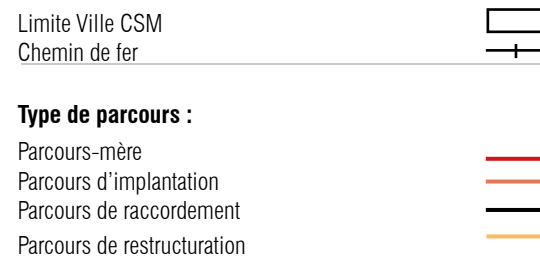 Limite Ville CSM
Chemin de fer
Type de parcours :
Parcours-mère
Parcours d'implantation
Parcours de raccordement
Parcours de restructuration